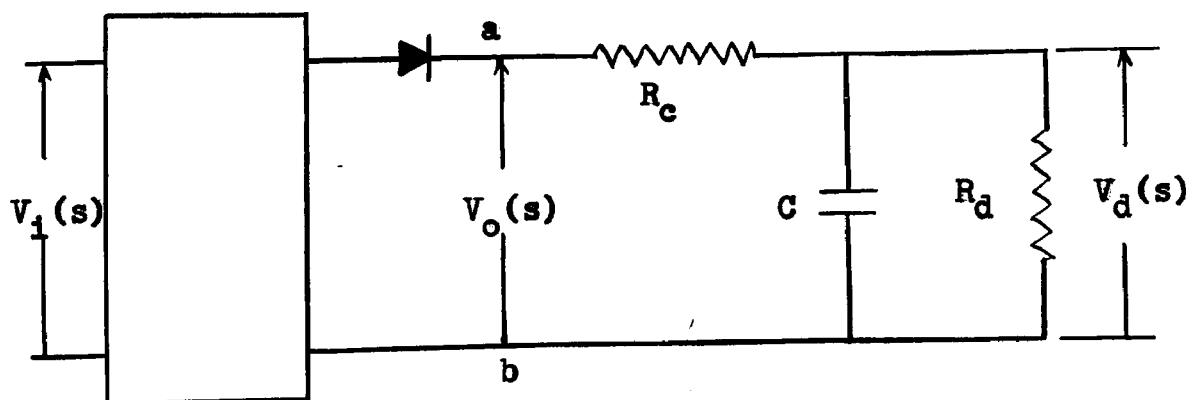 a
R_c
V_i(s)
V_o(s)
C
R_d
V_d(s)
b